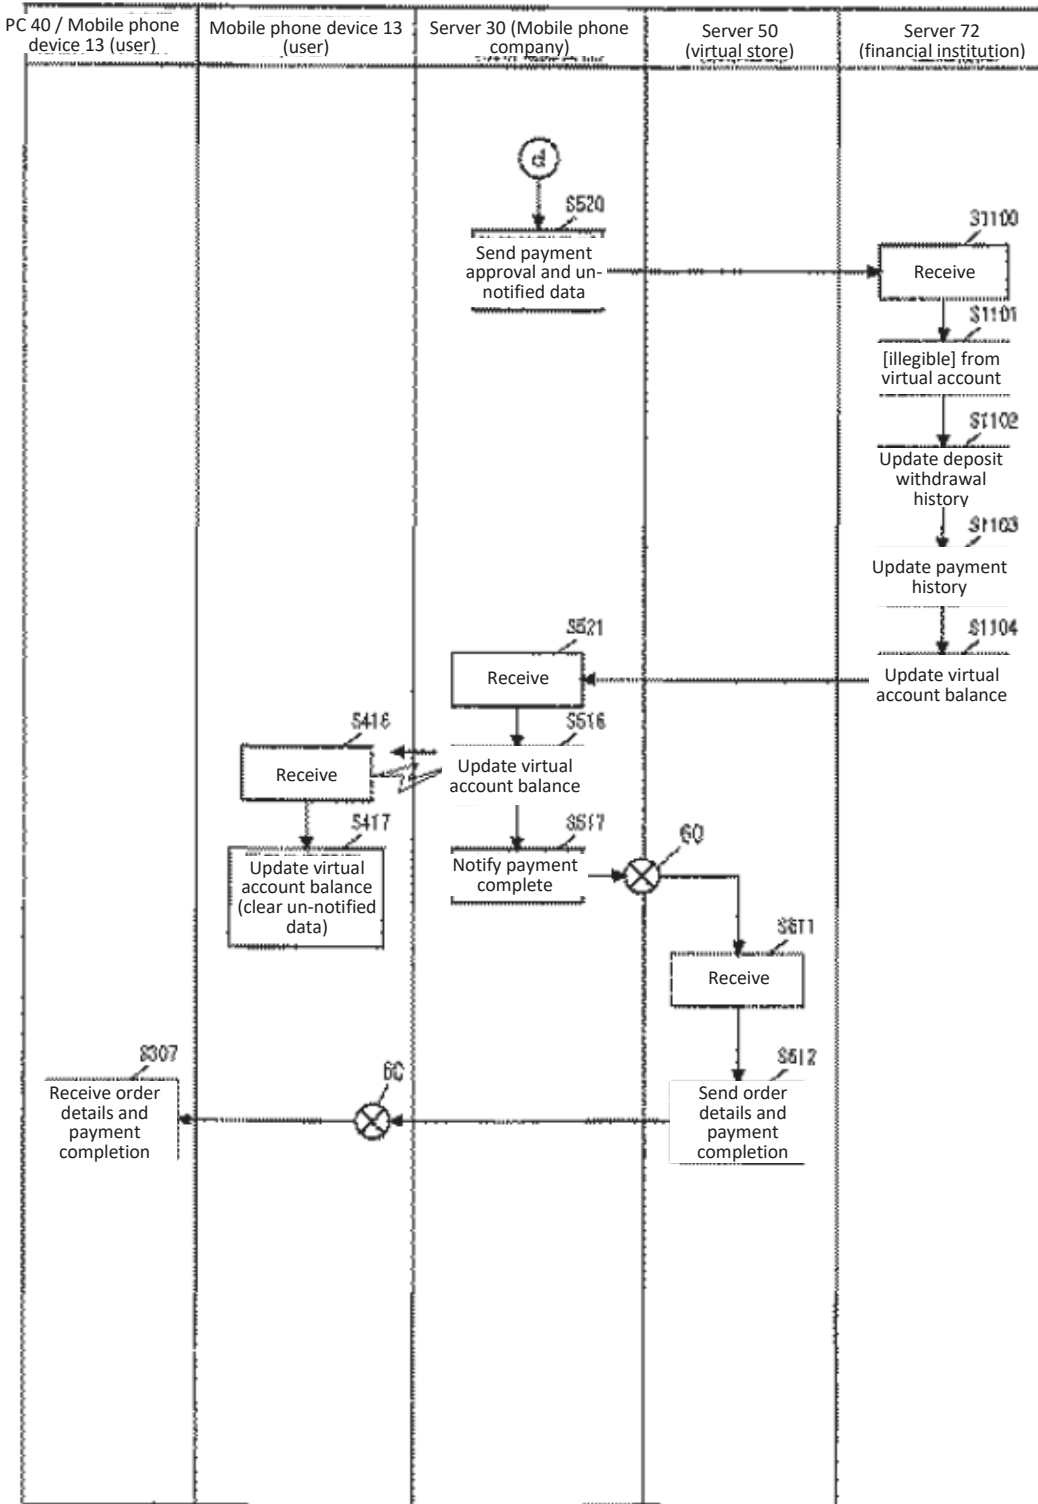 PC 40 / Mobile phone
device 13 (user)
Mobile phone device 13
(user)
Server 30 (Mobile phone
company)
Server 50
(virtual store)
Server 72
(financial institution)
d
S520
Send payment
approval and un-
notified data
S1100
Receive
S1101
[illegible] from
virtual account
S1102
Update deposit
withdrawal
history
S1103
Update payment
history
S1104
Update virtual
account balance
S521
Receive
S516
Update virtual
account balance
S416
Receive
S417
Update virtual
account balance
(clear un-notified
data)
S517
Notify payment
complete
60
S611
Receive
S612
Send order
details and
payment
completion
60
S307
Receive order
details and
payment
completion